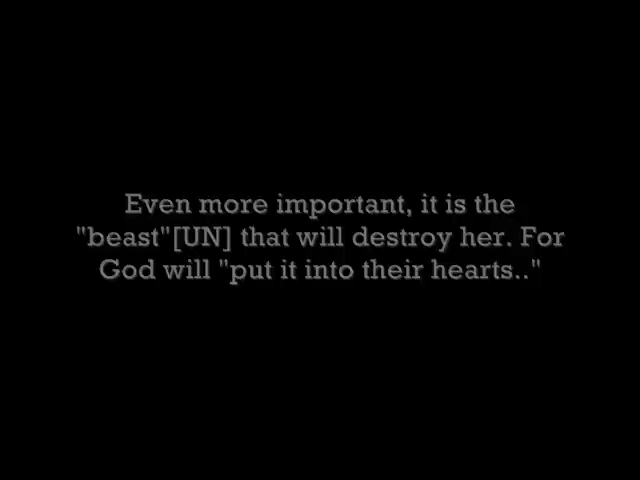 Even more important, it is the
"beast"[UN] that will destroy her. For
God will "put it into their hearts.."